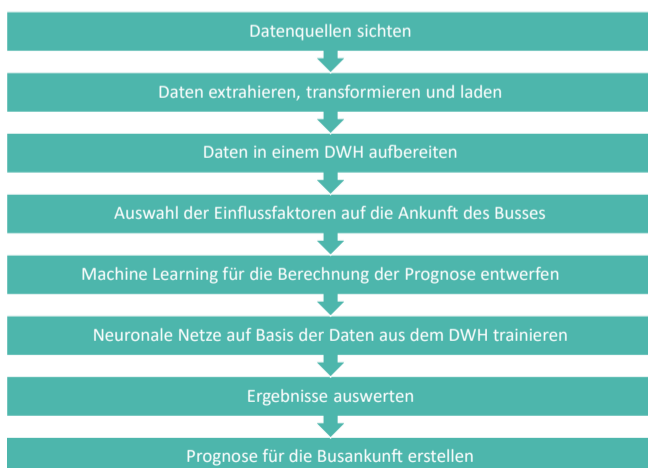 Datenquellen sichten
Daten extrahieren, transformieren und laden
Daten in einem DWH aufbereiten
Auswahl der Einflussfaktoren auf die Ankunft des Busses
Machine Learning für die Berechnung der Prognose entwerfen
Neuronale Netze auf Basis der Daten aus dem DWH trainieren
Ergebnisse auswerten
Prognose für die Busankunft erstellen